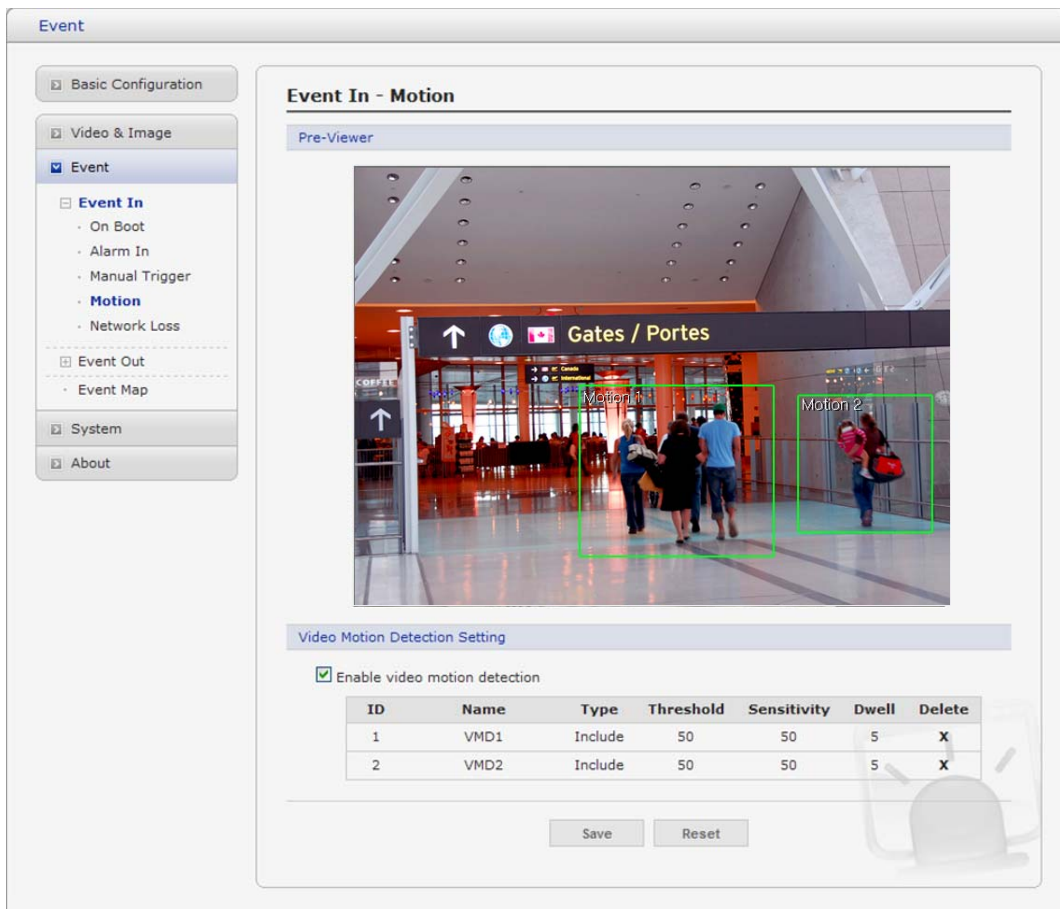 Event
Basic Configuration
Video & Image
Event
Event In
On Boot
Alarm In
Manual Trigger
Motion
Network Loss
Event Out
Event Map
System
About
Event In - Motion
Pre-Viewer
Gates / Portes
Canada
International
COFFEE
Motion 1
Motion 2
Video Motion Detection Setting
Enable video motion detection
ID Name Type Threshold Sensitivity Dwell Delete
1 VMD1 Include 50 50 5 X
2 VMD2 Include 50 50 5 X
Save Reset